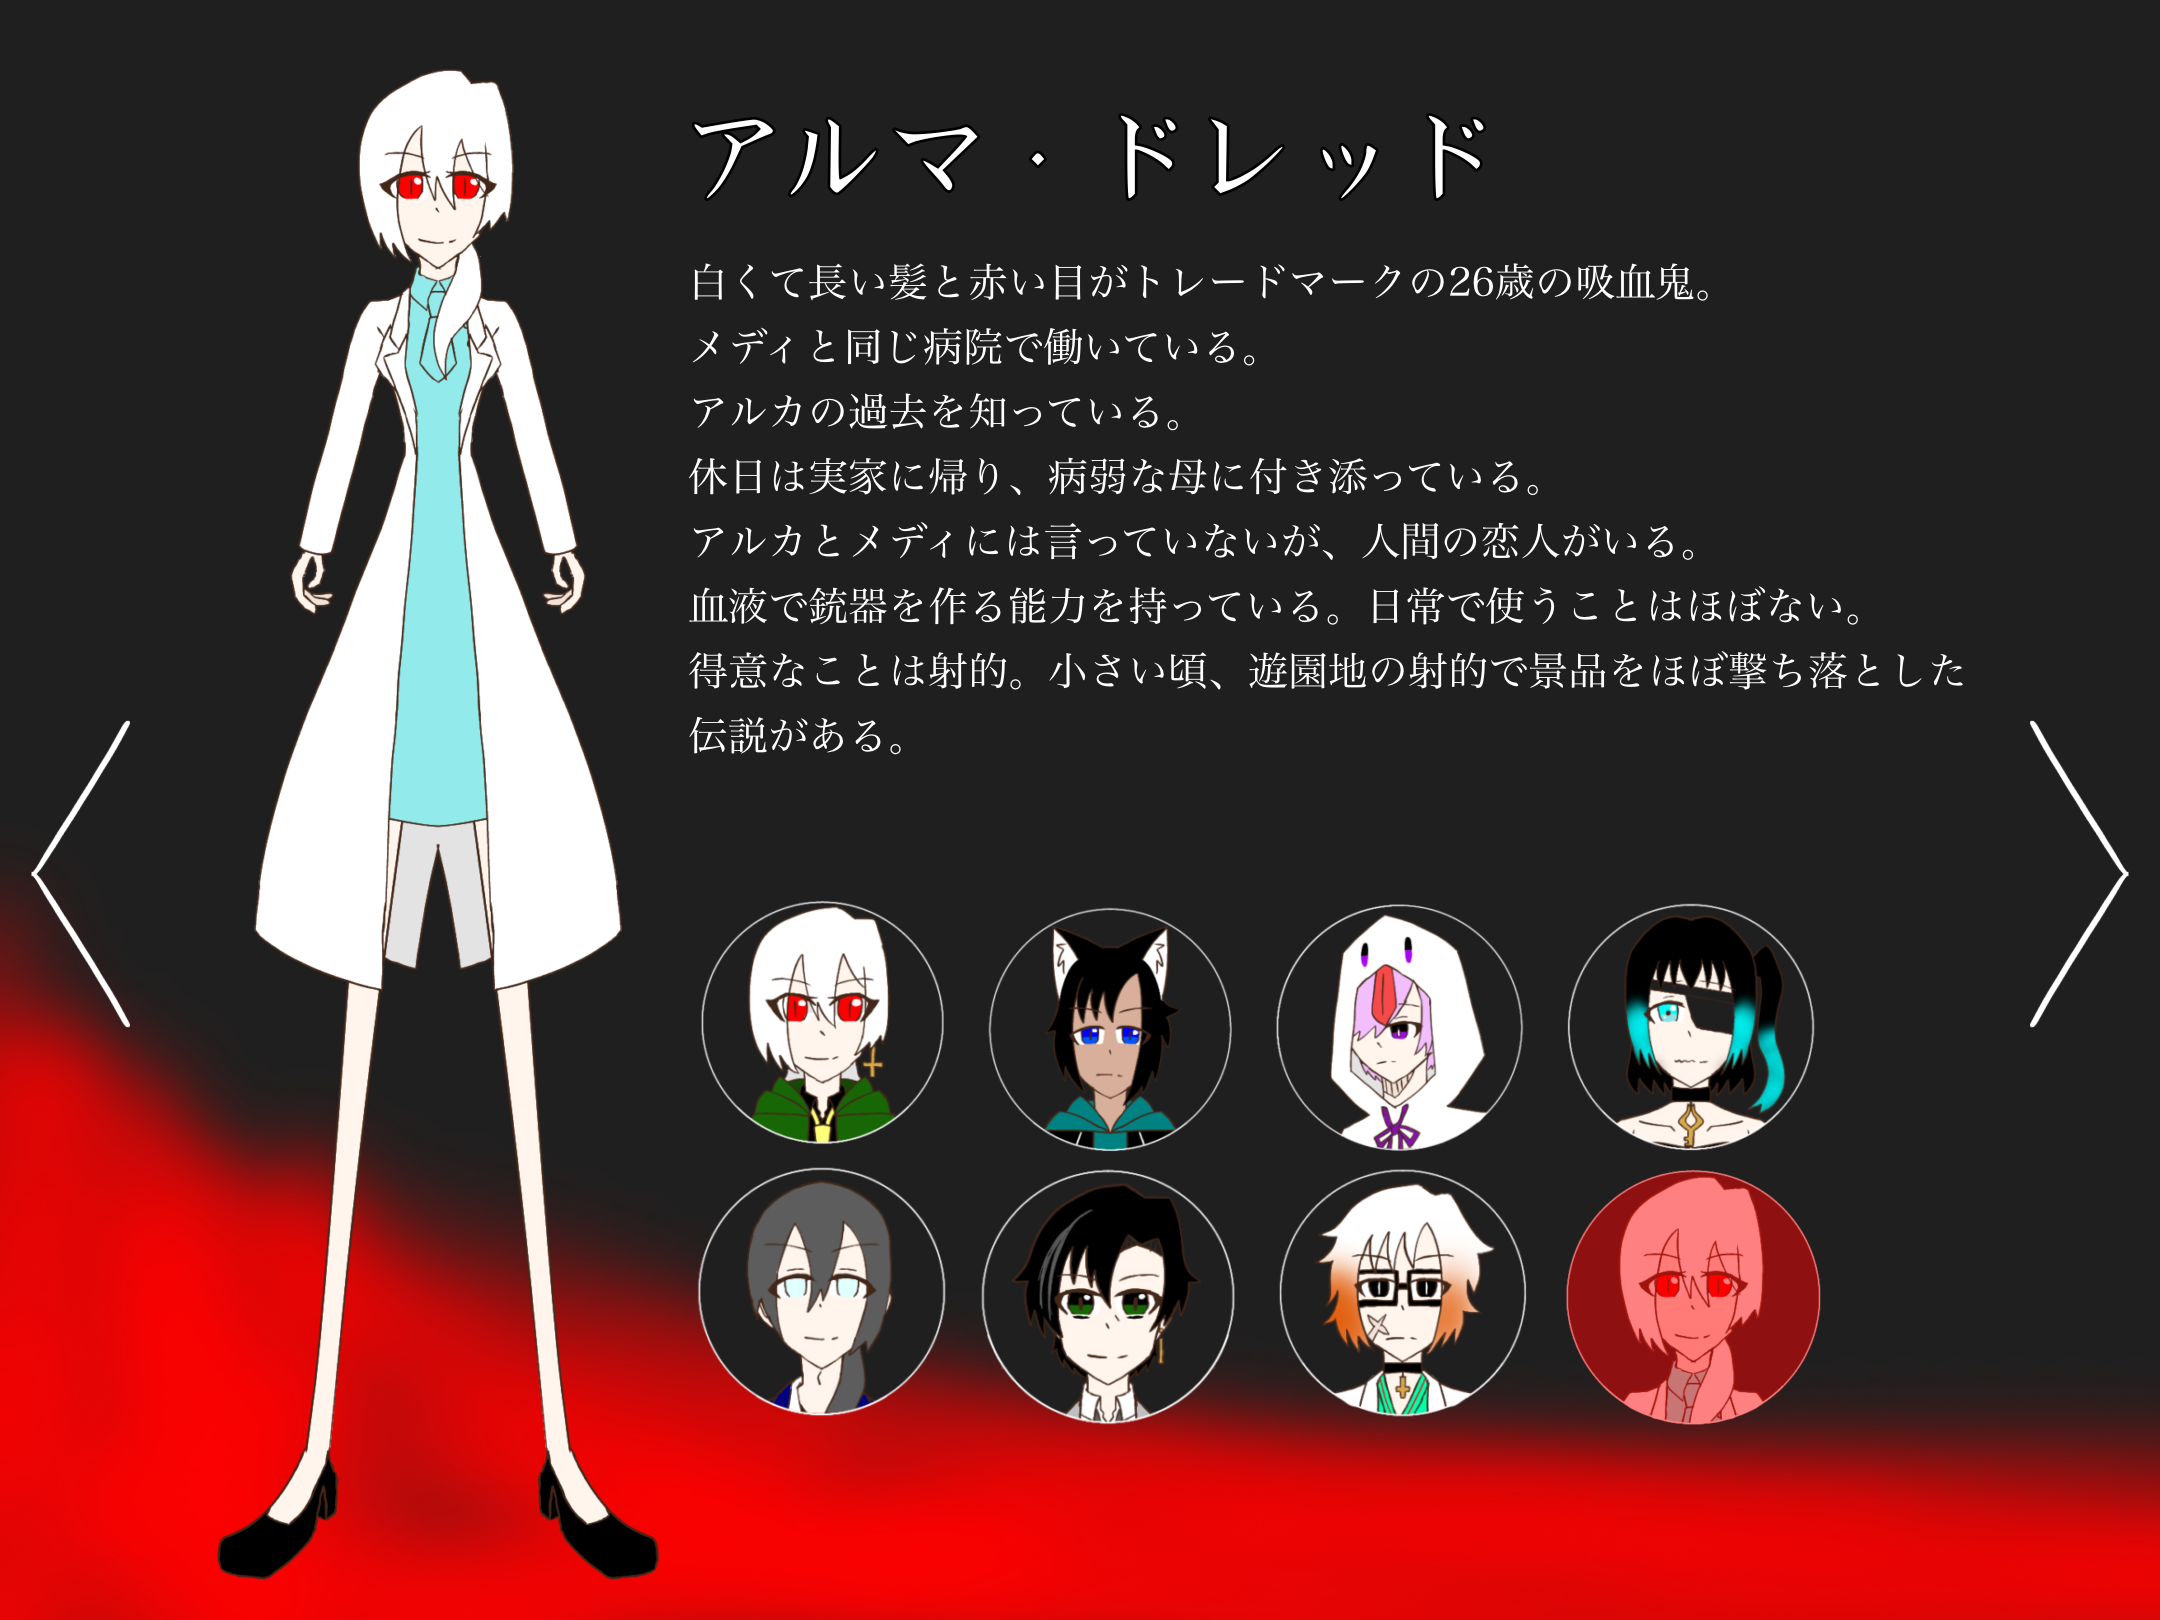 アルマ・ドレッド
白くて長い髪と赤い目がトレードマークの26歳の吸血鬼。
メディと同じ病院で働いている。
アルカの過去を知っている。
休日は実家に帰り、病弱な母に付き添っている。
アルカとメディには言っていないが、人間の恋人がいる。
血液で銃器を作る能力を持っている。日常で使うことはほぼない。
得意なことは射的。小さい頃、遊園地の射的で景品をほぼ撃ち落とした
伝説がある。